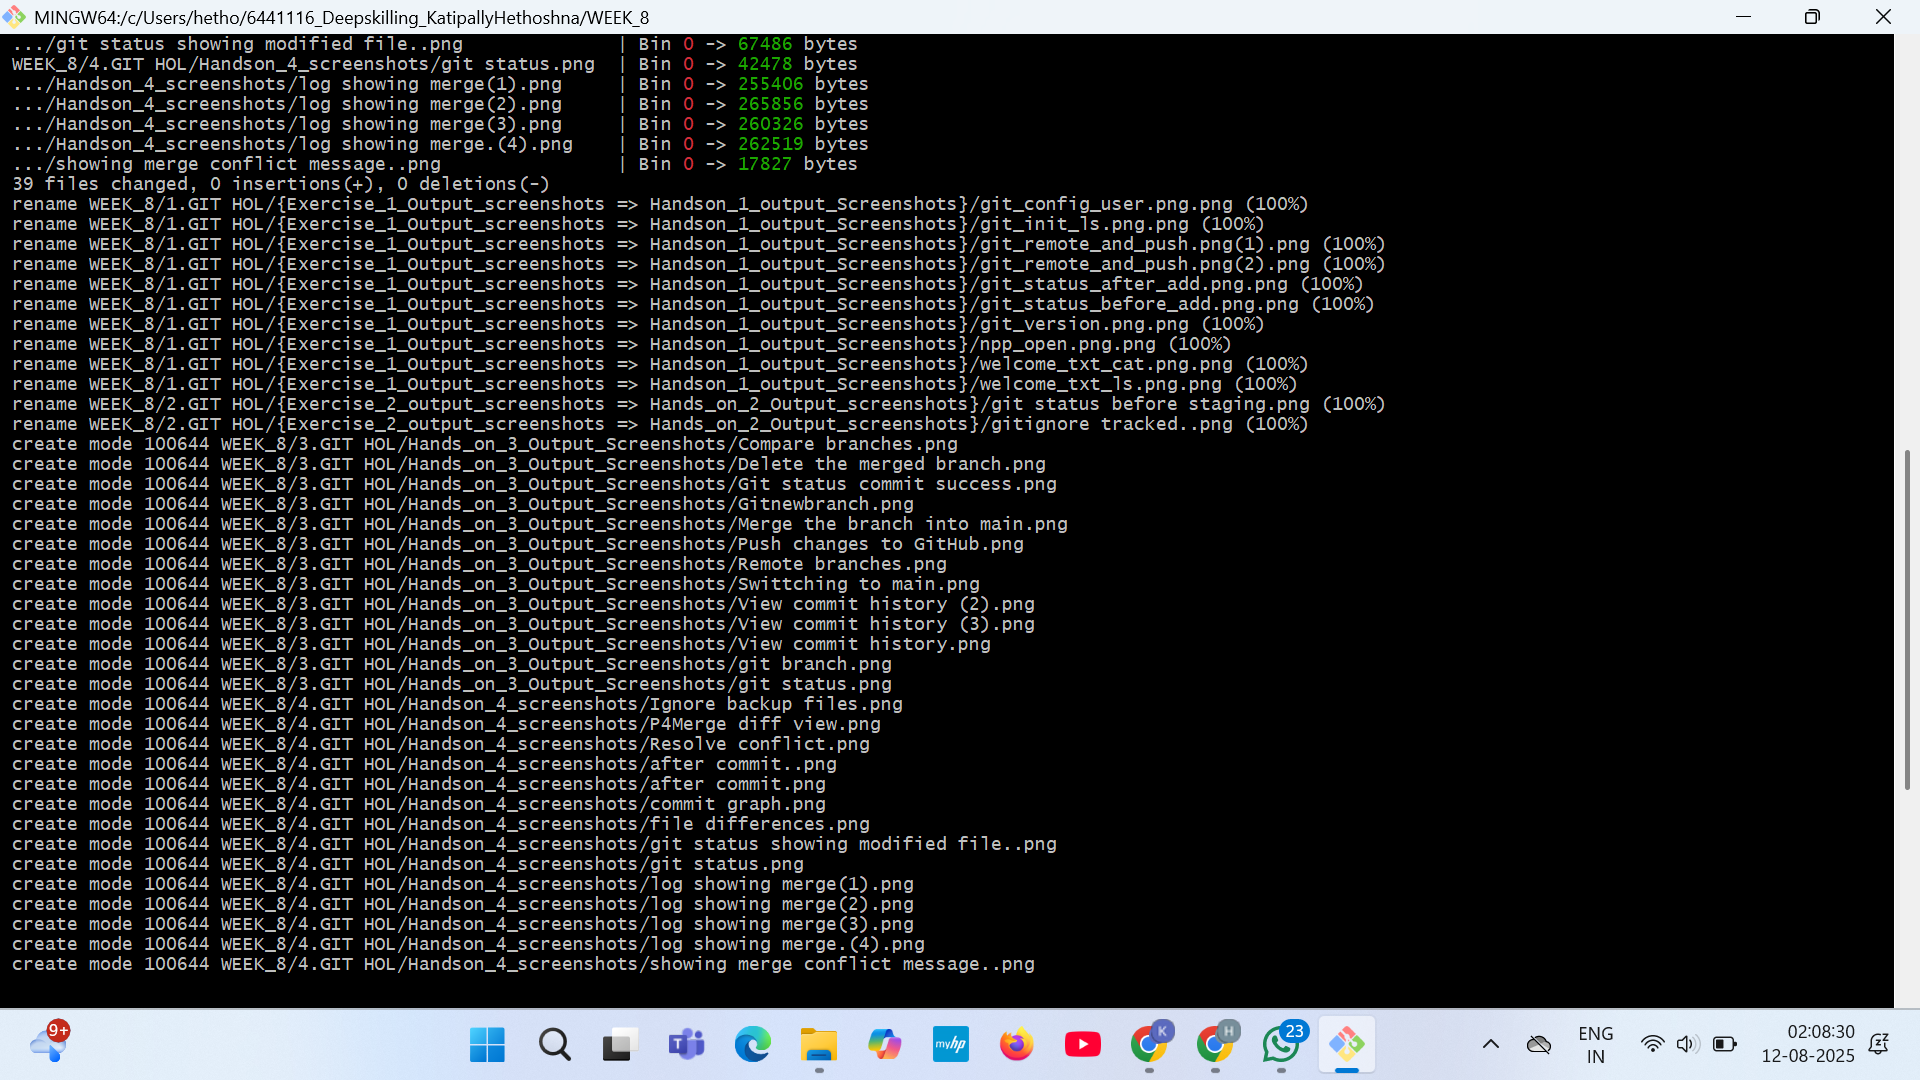 MINGW64:/c/Users/hetho/6441116_Deepskilling_KatipallyHethoshna/WEEK_8
.../git status showing modified file..png | Bin 0 -> 67486 bytes
WEEK_8/4.GIT HOL/Handson_4_screenshots/git status.png | Bin 0 -> 42478 bytes
.../Handson_4_screenshots/log showing merge(1).png | Bin 0 -> 255406 bytes
.../Handson_4_screenshots/log showing merge(2).png | Bin 0 -> 265856 bytes
.../Handson_4_screenshots/log showing merge(3).png | Bin 0 -> 260326 bytes
.../Handson_4_screenshots/log showing merge.(4).png | Bin 0 -> 262519 bytes
.../showing merge conflict message..png | Bin 0 -> 17827 bytes
39 files changed, 0 insertions(+), 0 deletions(-)
rename WEEK_8/1.GIT HOL/{Exercise_1_Output_screenshots => Handson_1_output_Screenshots}/git_config_user.png.png (100%)
rename WEEK_8/1.GIT HOL/{Exercise_1_Output_screenshots => Handson_1_output_Screenshots}/git_init_ls.png.png (100%)
rename WEEK_8/1.GIT HOL/{Exercise_1_Output_screenshots => Handson_1_output_Screenshots}/git_remote_and_push.png(1).png (100%)
rename WEEK_8/1.GIT HOL/{Exercise_1_Output_screenshots => Handson_1_output_Screenshots}/git_remote_and_push.png(2).png (100%)
rename WEEK_8/1.GIT HOL/{Exercise_1_Output_screenshots => Handson_1_output_Screenshots}/git_status_after_add.png.png (100%)
rename WEEK_8/1.GIT HOL/{Exercise_1_Output_screenshots => Handson_1_output_Screenshots}/git_status_before_add.png.png (100%)
rename WEEK_8/1.GIT HOL/{Exercise_1_Output_screenshots => Handson_1_output_Screenshots}/git_version.png.png (100%)
rename WEEK_8/1.GIT HOL/{Exercise_1_Output_screenshots => Handson_1_output_Screenshots}/npp_open.png.png (100%)
rename WEEK_8/1.GIT HOL/{Exercise_1_Output_screenshots => Handson_1_output_Screenshots}/welcome_txt_cat.png.png (100%)
rename WEEK_8/1.GIT HOL/{Exercise_1_Output_screenshots => Handson_1_output_Screenshots}/welcome_txt_ls.png.png (100%)
rename WEEK_8/2.GIT HOL/{Exercise_2_output_screenshots => Hands_on_2_Output_screenshots}/git status before staging.png (100%)
rename WEEK_8/2.GIT HOL/{Exercise_2_output_screenshots => Hands_on_2_Output_screenshots}/gitignore tracked..png (100%)
create mode 100644 WEEK_8/3.GIT HOL/Hands_on_3_Output_Screenshots/Compare branches.png
create mode 100644 WEEK_8/3.GIT HOL/Hands_on_3_Output_Screenshots/Delete the merged branch.png
create mode 100644 WEEK_8/3.GIT HOL/Hands_on_3_Output_Screenshots/Git status commit success.png
create mode 100644 WEEK_8/3.GIT HOL/Hands_on_3_Output_Screenshots/Gitnewbranch.png
create mode 100644 WEEK_8/3.GIT HOL/Hands_on_3_Output_Screenshots/Merge the branch into main.png
create mode 100644 WEEK_8/3.GIT HOL/Hands_on_3_Output_Screenshots/Push changes to GitHub.png
create mode 100644 WEEK_8/3.GIT HOL/Hands_on_3_Output_Screenshots/Remote branches.png
create mode 100644 WEEK_8/3.GIT HOL/Hands_on_3_Output_Screenshots/Swittching to main.png
create mode 100644 WEEK_8/3.GIT HOL/Hands_on_3_Output_Screenshots/View commit history (2).png
create mode 100644 WEEK_8/3.GIT HOL/Hands_on_3_Output_Screenshots/View commit history (3).png
create mode 100644 WEEK_8/3.GIT HOL/Hands_on_3_Output_Screenshots/View commit history.png
create mode 100644 WEEK_8/3.GIT HOL/Hands_on_3_Output_Screenshots/git branch.png
create mode 100644 WEEK_8/3.GIT HOL/Hands_on_3_Output_Screenshots/git status.png
create mode 100644 WEEK_8/4.GIT HOL/Handson_4_screenshots/Ignore backup files.png
create mode 100644 WEEK_8/4.GIT HOL/Handson_4_screenshots/P4Merge diff view.png
create mode 100644 WEEK_8/4.GIT HOL/Handson_4_screenshots/Resolve conflict.png
create mode 100644 WEEK_8/4.GIT HOL/Handson_4_screenshots/after commit..png
create mode 100644 WEEK_8/4.GIT HOL/Handson_4_screenshots/after commit.png
create mode 100644 WEEK_8/4.GIT HOL/Handson_4_screenshots/commit graph.png
create mode 100644 WEEK_8/4.GIT HOL/Handson_4_screenshots/file differences.png
create mode 100644 WEEK_8/4.GIT HOL/Handson_4_screenshots/git status showing modified file..png
create mode 100644 WEEK_8/4.GIT HOL/Handson_4_screenshots/git status.png
create mode 100644 WEEK_8/4.GIT HOL/Handson_4_screenshots/log showing merge(1).png
create mode 100644 WEEK_8/4.GIT HOL/Handson_4_screenshots/log showing merge(2).png
create mode 100644 WEEK_8/4.GIT HOL/Handson_4_screenshots/log showing merge(3).png
create mode 100644 WEEK_8/4.GIT HOL/Handson_4_screenshots/log showing merge.(4).png
create mode 100644 WEEK_8/4.GIT HOL/Handson_4_screenshots/showing merge conflict message..png
9+
T
myhp
K
H
23
ENG
IN
02:08:30
12-08-2025